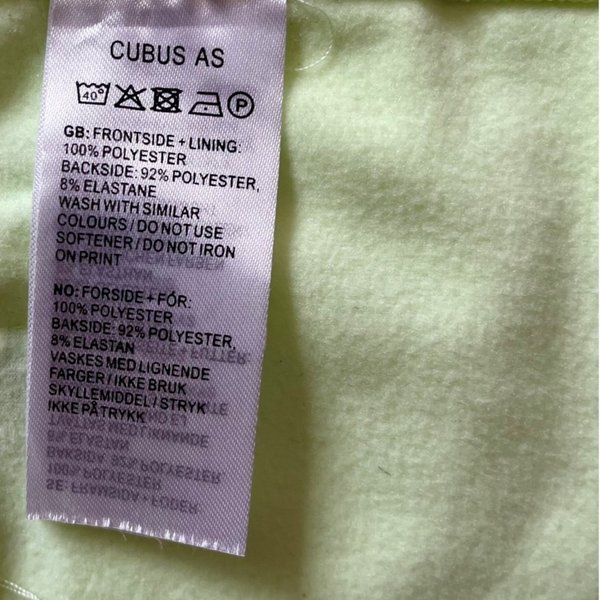 CUBUS AS
40°
P
GB: FRONTSIDE + LINING:
100% POLYESTER
BACKSIDE: 92% POLYESTER,
8% ELASTANE
WASH WITH SIMILAR
COLOURS / DO NOT USE
SOFTENER / DO NOT IRON
ON PRINT
NO: FORSIDE + FÓR:
100% POLYESTER
BAKSIDE: 92% POLYESTER,
8% ELASTAN
VASKES MED LIGNENDE
FARGER / IKKE BRUK
SKYLLEMIDDEL / STRYK
IKKE PÅ TRYKK